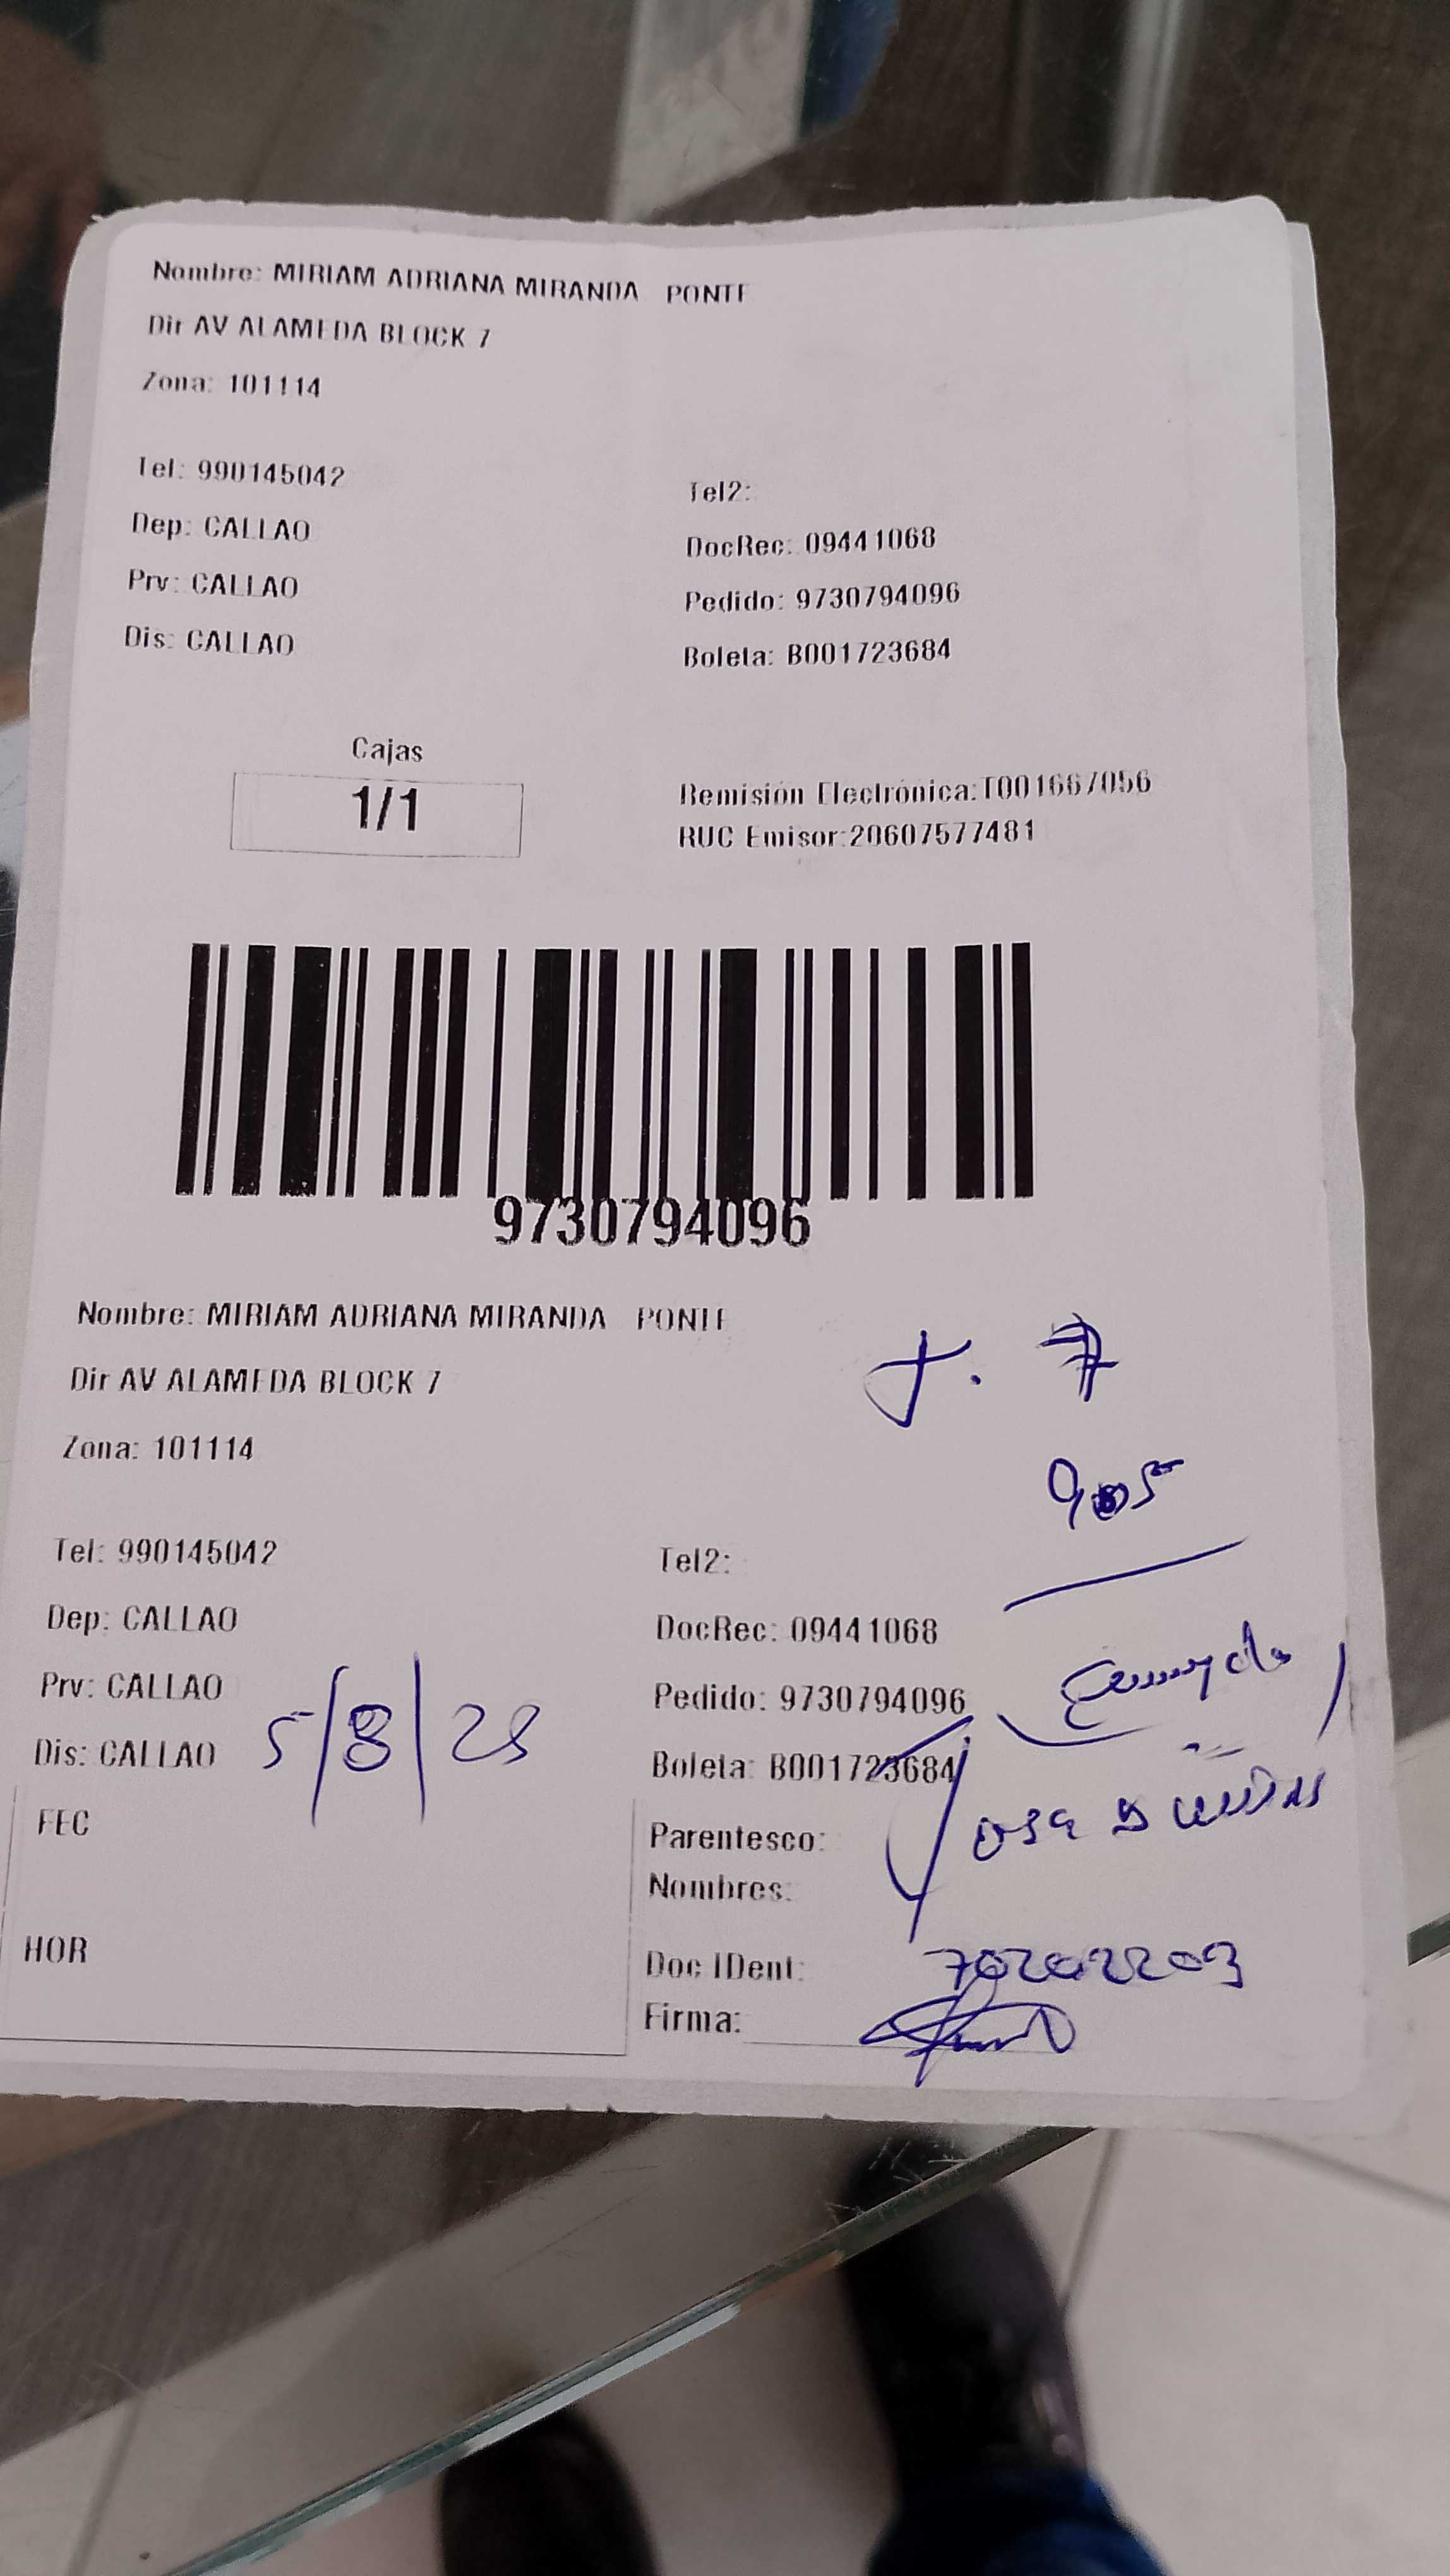 Nombre: MIRIAM ADRIANA MIRANDA PONTE
Dir AV ALAMEDA BLOCK 7
Zona: 101114
Tel: 990145042
Tel2:
Dep: CALLAO
DocRec: 09441068
Prv: CALLAO
Pedido: 9730794096
Dis: CALLAO
Boleta: B001723684
Cajas
1/1
Remisión Electrónica:T001667056
RUC Emisor:20607577481
9730794096
Nombre: MIRIAM ADRIANA MIRANDA PONTE
Dir AV ALAMEDA BLOCK 7
Zona: 101114
905
Tel: 990145042
Tel2:
Dep: CALLAO
DocRec: 09441068
Prv: CALLAO
Pedido: 9730794096
Dis: CALLAO
5/8/23
Boleta: B001723684
FEC
Parentesco:
Nombres:
HOR
Doc IDent:
Firma: